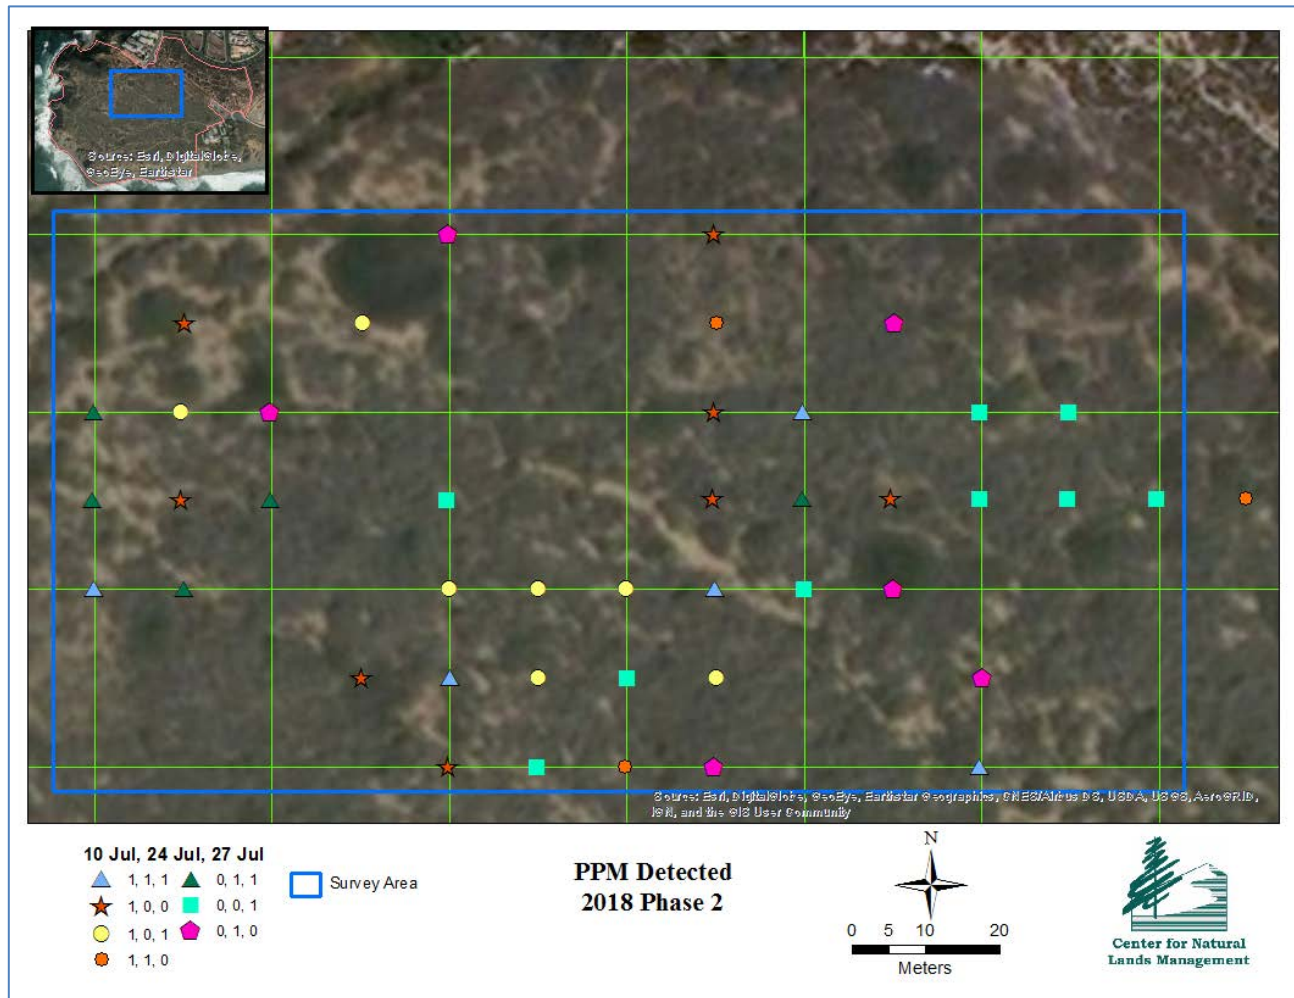 Source: Esri, DigitalGlobe,
GeoEye, Earthstar
Source: Esri, DigitalGlobe, GeoEye, Earthstar Geographics, CNES/Airbus DS, USDA, USGS, AeroGRID,
IGN, and the GIS User Community
10 Jul, 24 Jul, 27 Jul
1, 1, 1
0, 1, 1
1, 0, 0
0, 0, 1
1, 0, 1
0, 1, 0
1, 1, 0
Survey Area
PPM Detected
2018 Phase 2
N
0 5 10 20
Meters
Center for Natural
Lands Management